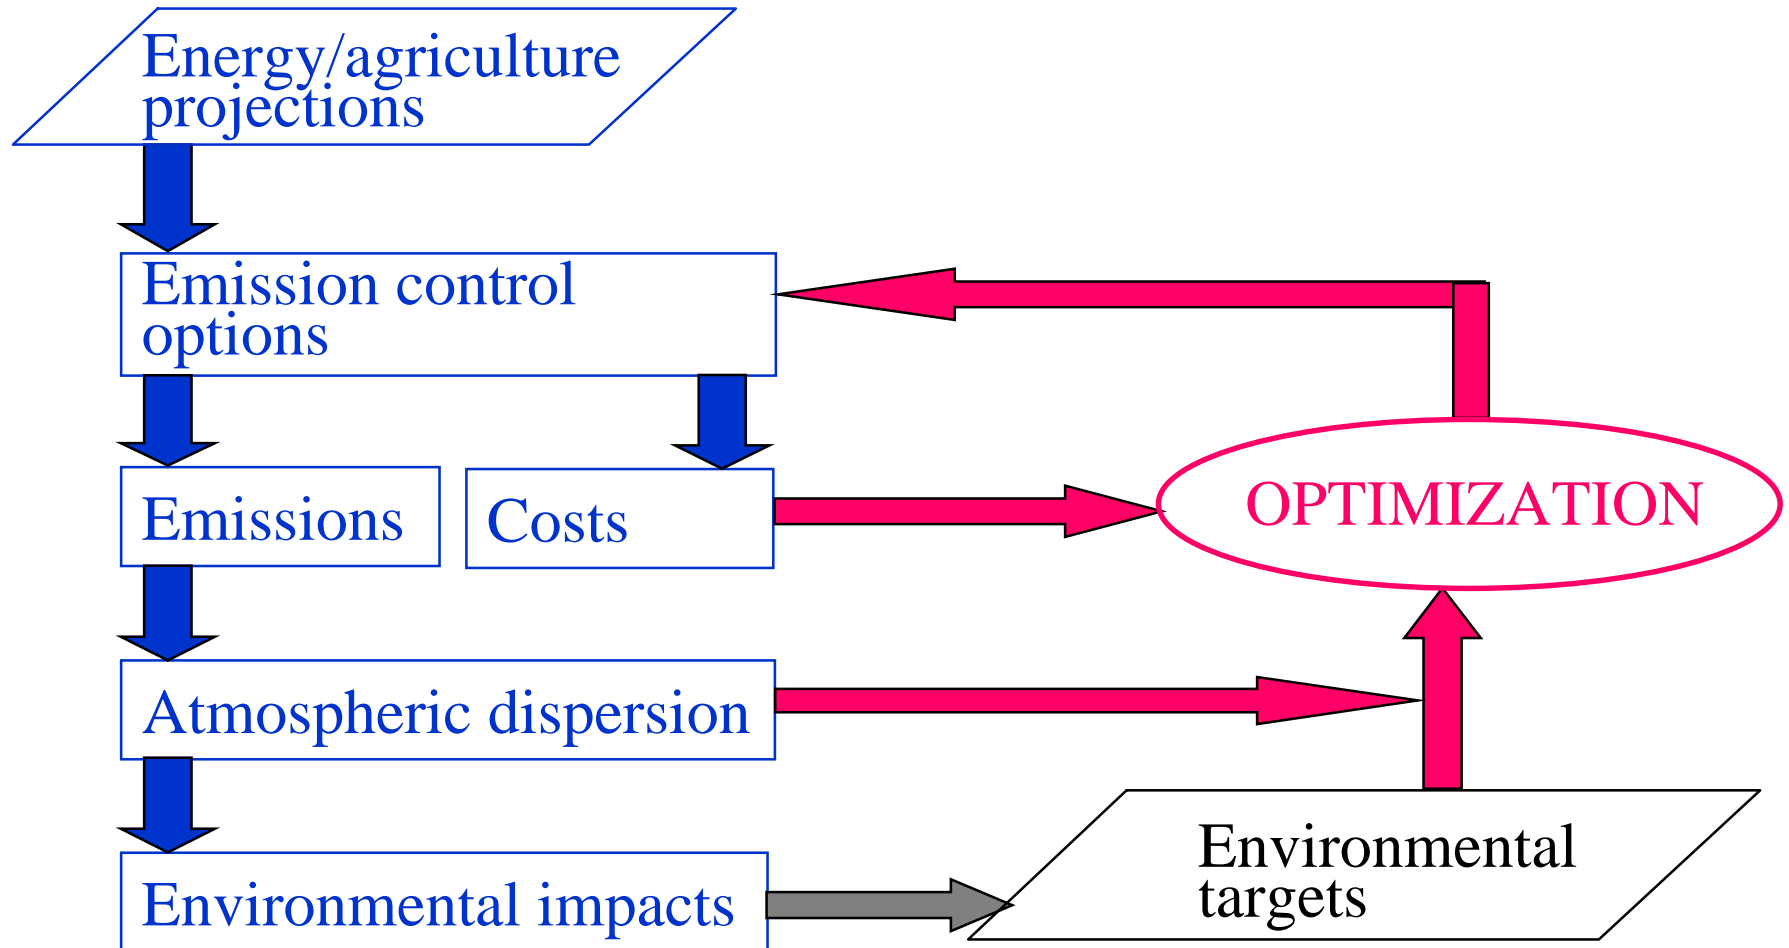 Energy/agriculture
projections
Emission control
options
Emissions
Costs
OPTIMIZATION
Atmospheric dispersion
Environmental impacts
Environmental
targets